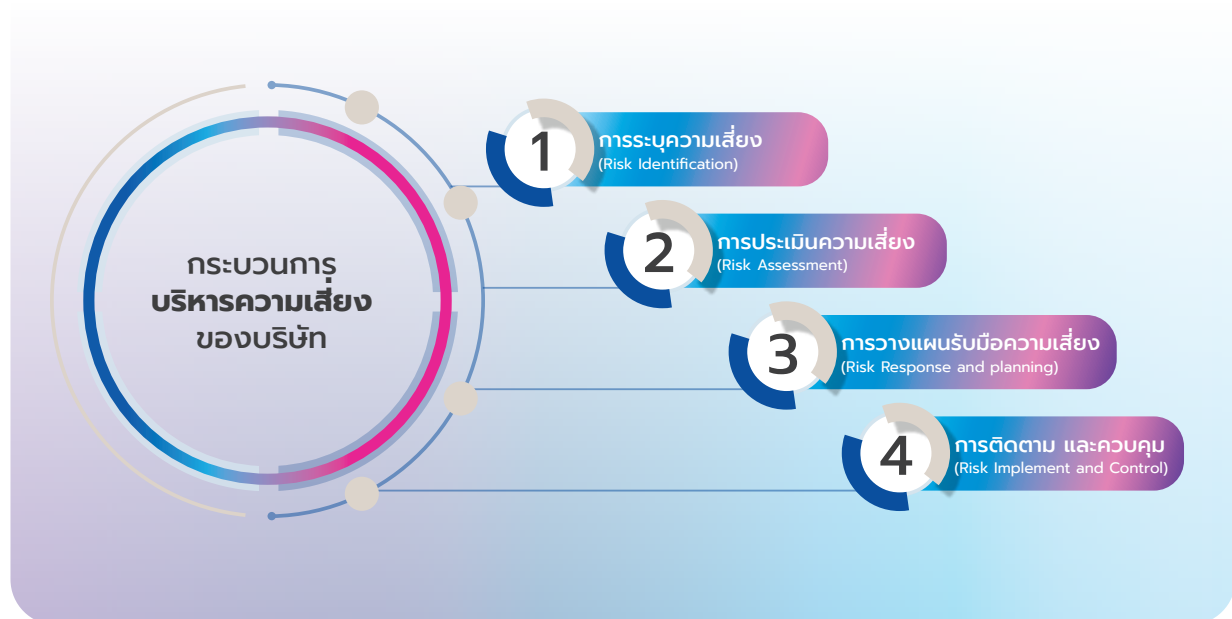 กระบวนการ
บริหารความเสี่ยง
ของบริษัท
1
การระบุความเสี่ยง
(Risk Identification)
2
การประเมินความเสี่ยง
(Risk Assessment)
3
การวางแผนรับมือความเสี่ยง
(Risk Response and planning)
4
การติดตาม และควบคุม
(Risk Implement and Control)